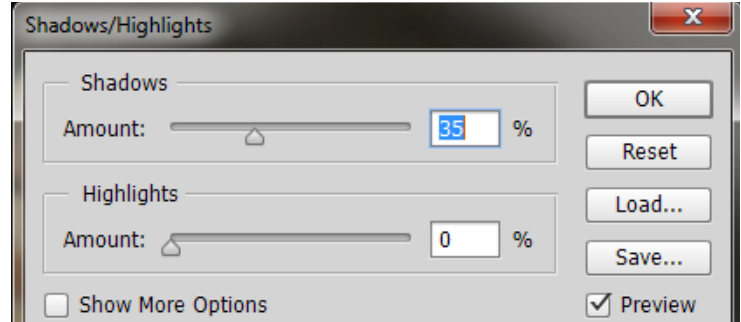 Shadows/Highlights
Shadows
Amount: 35 %
Highlights
Amount: 0 %
Show More Options
OK
Reset
Load...
Save...
Preview